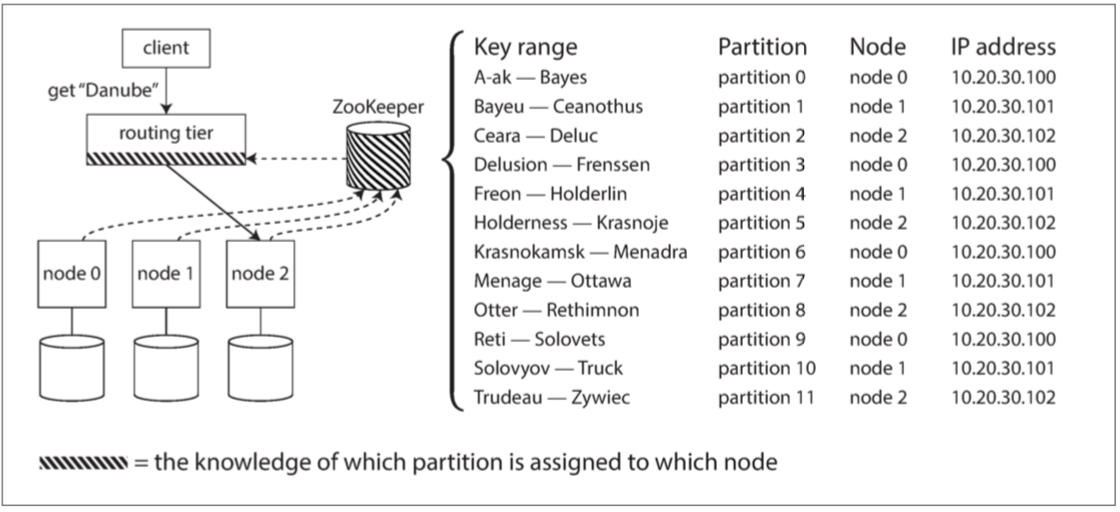 client
get “Danube”
routing tier
ZooKeeper
node 0 node 1 node 2
Key range Partition Node IP address
A-ak — Bayes partition 0 node 0 10.20.30.100
Bayeu — Ceanothus partition 1 node 1 10.20.30.101
Ceara — Deluc partition 2 node 2 10.20.30.102
Delusion — Frenssen partition 3 node 0 10.20.30.100
Freon — Holderlin partition 4 node 1 10.20.30.101
Holderness — Krasnoje partition 5 node 2 10.20.30.102
Krasnokamsk — Menadra partition 6 node 0 10.20.30.100
Menage — Ottawa partition 7 node 1 10.20.30.101
Otter — Rethimnon partition 8 node 2 10.20.30.102
Reti — Solovets partition 9 node 0 10.20.30.100
Solovyov — Truck partition 10 node 1 10.20.30.101
Trudeau — Zywiec partition 11 node 2 10.20.30.102
= the knowledge of which partition is assigned to which node